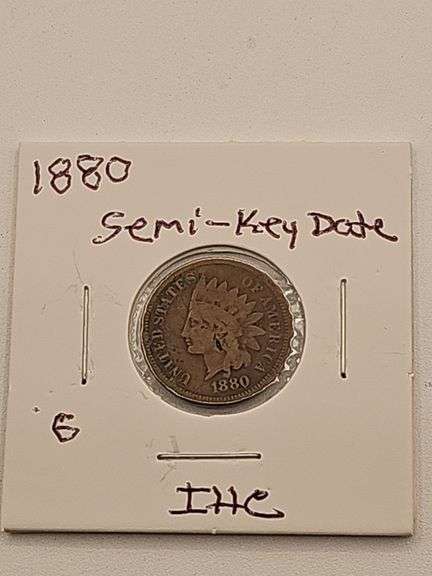 1880
Semi-Key Date
UNITED STATES OF AMERICA
1880
G
IHC